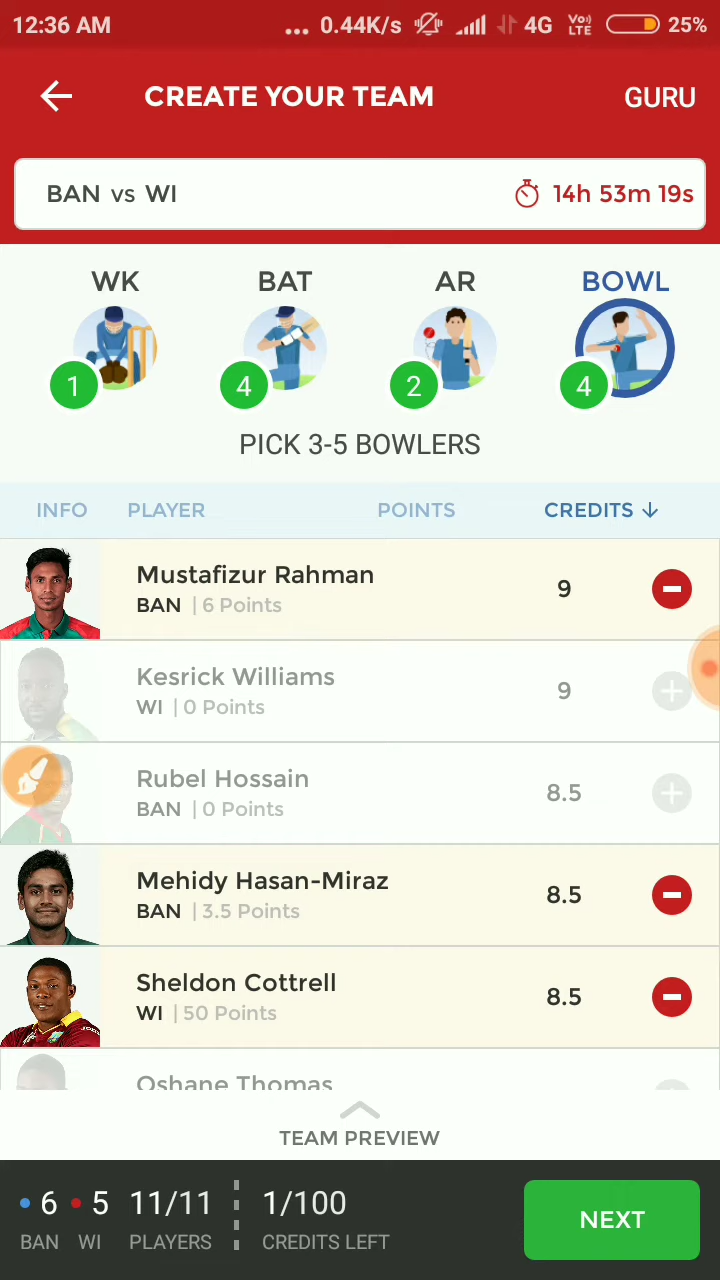 12:36 AM ... 0.44K/s 4G Vo) LTE 25%
CREATE YOUR TEAM GURU
BAN vs WI 14h 53m 19s
WK BAT AR BOWL
1 4 2 4
PICK 3-5 BOWLERS
INFO PLAYER POINTS CREDITS ↓
Mustafizur Rahman 9
BAN | 6 Points
Kesrick Williams 9
WI | 0 Points
Rubel Hossain 8.5
BAN | 0 Points
Mehidy Hasan-Miraz 8.5
BAN | 3.5 Points
Sheldon Cottrell 8.5
WI | 50 Points
Oshane Thomas
TEAM PREVIEW
6 5 11/11 1/100 NEXT
BAN WI PLAYERS CREDITS LEFT